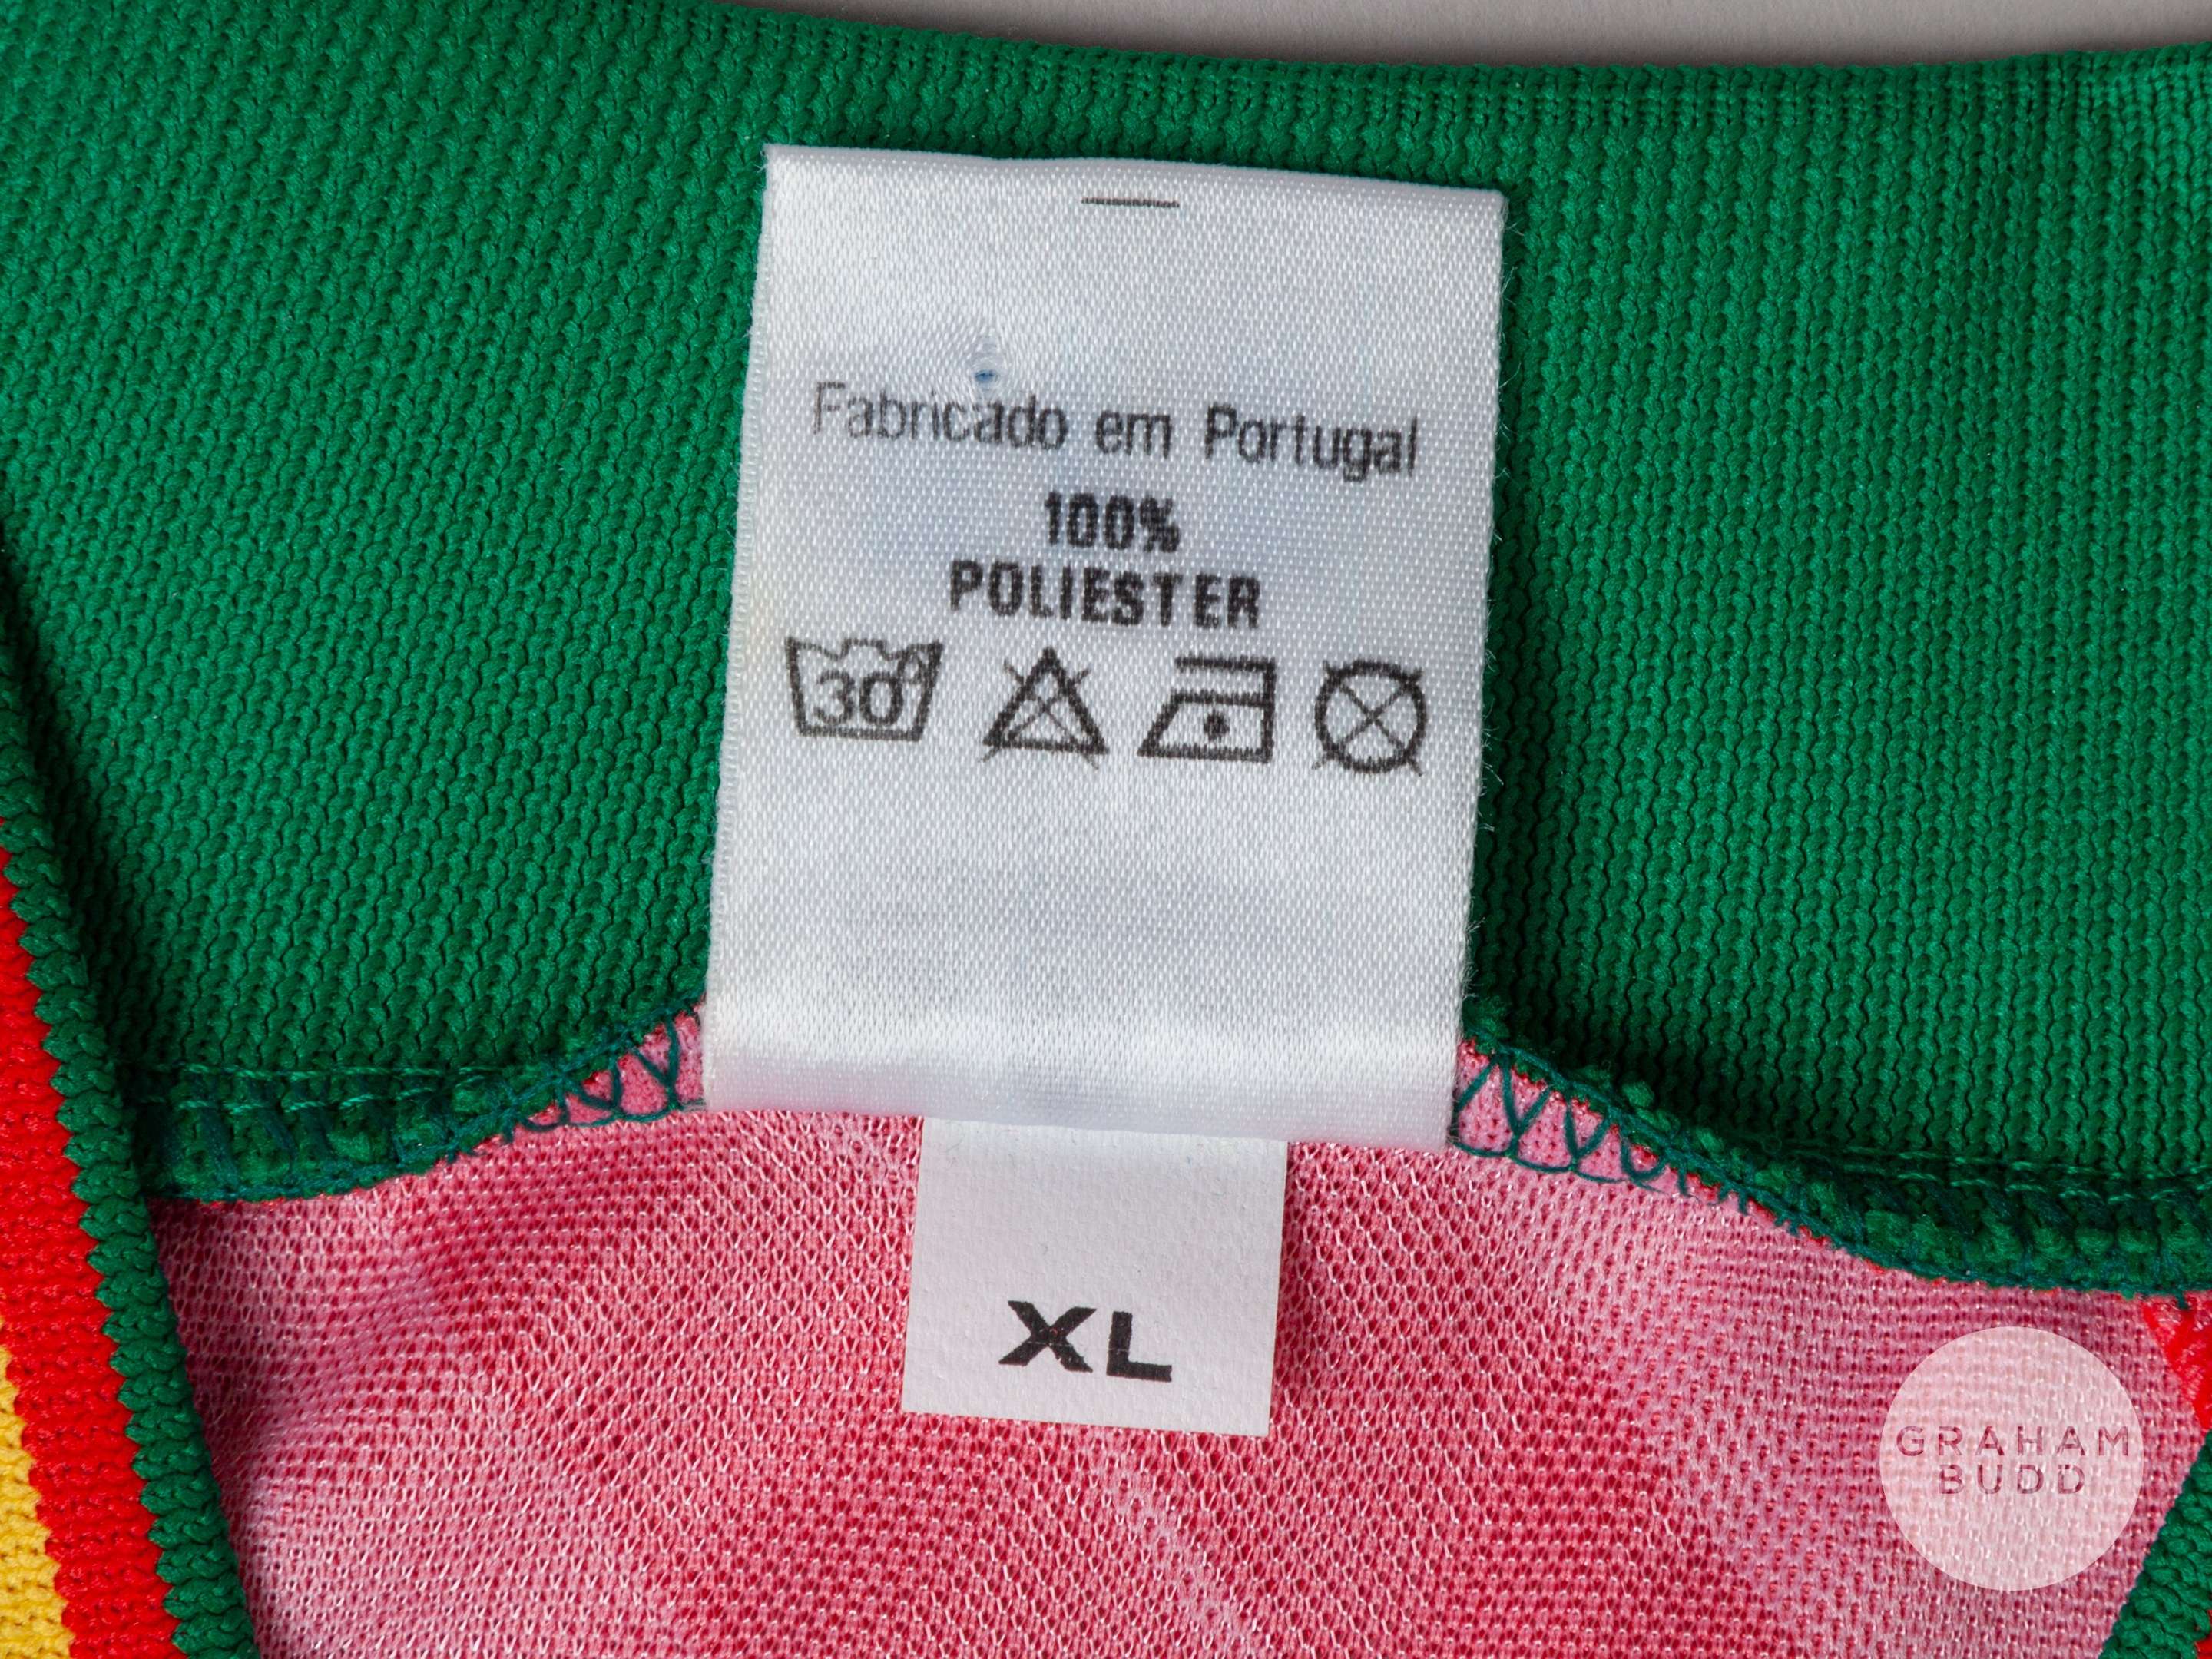 Fabricado em Portugal
100%
POLIESTER
30°
XL
GRAHAM
BUDD